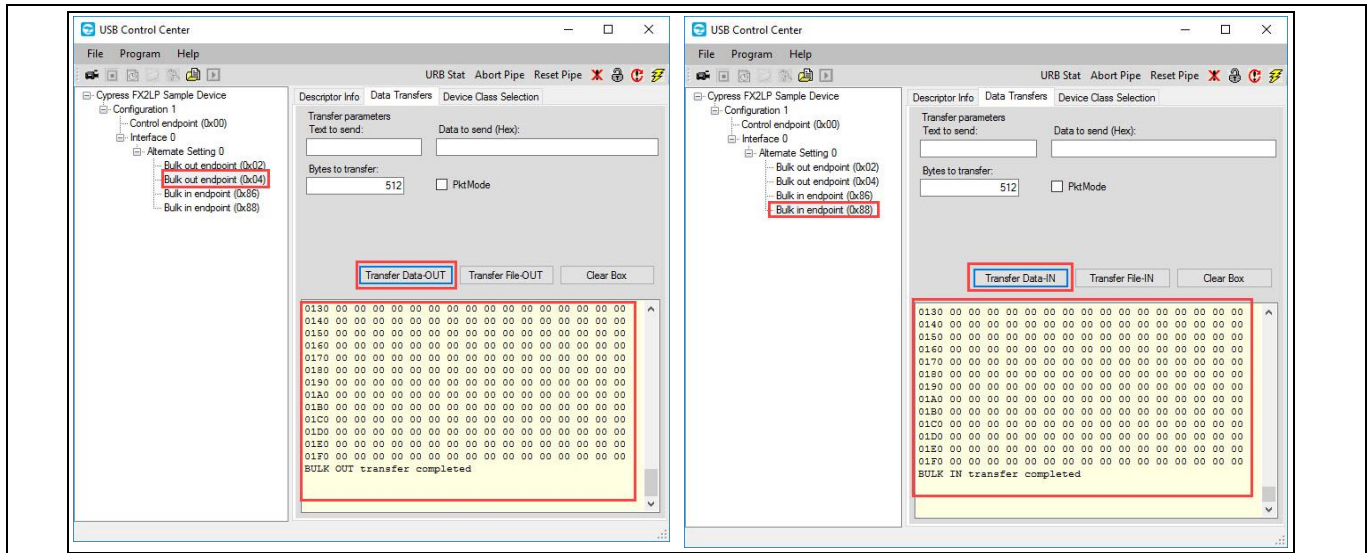 USB Control Center
File Program Help
URB Stat Abort Pipe Reset Pipe
Cypress FX2LP Sample Device
Configuration 1
Control endpoint (0x00)
Interface 0
Alternate Setting 0
Bulk out endpoint (0x02)
Bulk out endpoint (0x04)
Bulk in endpoint (0x86)
Bulk in endpoint (0x88)
Descriptor Info Data Transfers Device Class Selection
Transfer parameters
Text to send: Data to send (Hex):
Bytes to transfer:
512 PktMode
Transfer Data-OUT Transfer File-OUT Clear Box
0130 00 00 00 00 00 00 00 00 00 00 00 00 00 00 00 00
0140 00 00 00 00 00 00 00 00 00 00 00 00 00 00 00 00
0150 00 00 00 00 00 00 00 00 00 00 00 00 00 00 00 00
0160 00 00 00 00 00 00 00 00 00 00 00 00 00 00 00 00
0170 00 00 00 00 00 00 00 00 00 00 00 00 00 00 00 00
0180 00 00 00 00 00 00 00 00 00 00 00 00 00 00 00 00
0190 00 00 00 00 00 00 00 00 00 00 00 00 00 00 00 00
01A0 00 00 00 00 00 00 00 00 00 00 00 00 00 00 00 00
01B0 00 00 00 00 00 00 00 00 00 00 00 00 00 00 00 00
01C0 00 00 00 00 00 00 00 00 00 00 00 00 00 00 00 00
01D0 00 00 00 00 00 00 00 00 00 00 00 00 00 00 00 00
01E0 00 00 00 00 00 00 00 00 00 00 00 00 00 00 00 00
01F0 00 00 00 00 00 00 00 00 00 00 00 00 00 00 00 00
BULK OUT transfer completed
USB Control Center
File Program Help
URB Stat Abort Pipe Reset Pipe
Cypress FX2LP Sample Device
Configuration 1
Control endpoint (0x00)
Interface 0
Alternate Setting 0
Bulk out endpoint (0x02)
Bulk out endpoint (0x04)
Bulk in endpoint (0x86)
Bulk in endpoint (0x88)
Descriptor Info Data Transfers Device Class Selection
Transfer parameters
Text to send: Data to send (Hex):
Bytes to transfer:
512 PktMode
Transfer Data-IN Transfer File-IN Clear Box
0130 00 00 00 00 00 00 00 00 00 00 00 00 00 00 00 00
0140 00 00 00 00 00 00 00 00 00 00 00 00 00 00 00 00
0150 00 00 00 00 00 00 00 00 00 00 00 00 00 00 00 00
0160 00 00 00 00 00 00 00 00 00 00 00 00 00 00 00 00
0170 00 00 00 00 00 00 00 00 00 00 00 00 00 00 00 00
0180 00 00 00 00 00 00 00 00 00 00 00 00 00 00 00 00
0190 00 00 00 00 00 00 00 00 00 00 00 00 00 00 00 00
01A0 00 00 00 00 00 00 00 00 00 00 00 00 00 00 00 00
01B0 00 00 00 00 00 00 00 00 00 00 00 00 00 00 00 00
01C0 00 00 00 00 00 00 00 00 00 00 00 00 00 00 00 00
01D0 00 00 00 00 00 00 00 00 00 00 00 00 00 00 00 00
01E0 00 00 00 00 00 00 00 00 00 00 00 00 00 00 00 00
01F0 00 00 00 00 00 00 00 00 00 00 00 00 00 00 00 00
BULK IN transfer completed